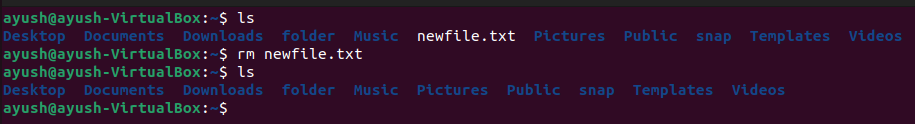 ayush@ayush-VirtualBox:~$ ls
Desktop  Documents  Downloads  folder  Music  newfile.txt  Pictures  Public  snap  Templates  Videos
ayush@ayush-VirtualBox:~$ rm newfile.txt
ayush@ayush-VirtualBox:~$ ls
Desktop  Documents  Downloads  folder  Music  Pictures  Public  snap  Templates  Videos
ayush@ayush-VirtualBox:~$